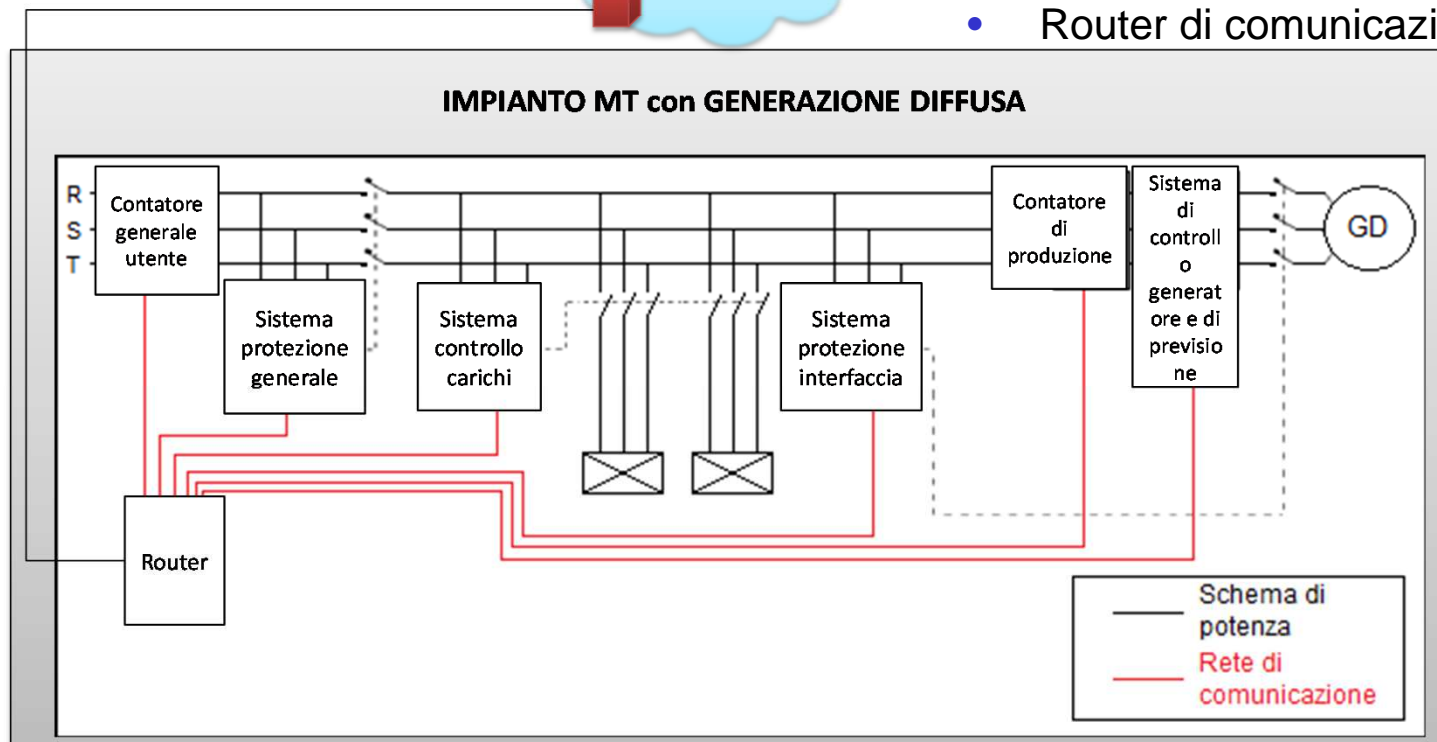 • Router di comunicazi
IMPIANTO MT con GENERAZIONE DIFFUSA
R
S
T
Contatore
generale
utente
Sistema
protezione
generale
Sistema
controllo
carichi
Sistema
protezione
interfaccia
Contatore
di
produzione
Sistema
di
controll
o
generat
ore e di
previsio
ne
GD
Router
Schema di
potenza
Rete di
comunicazione